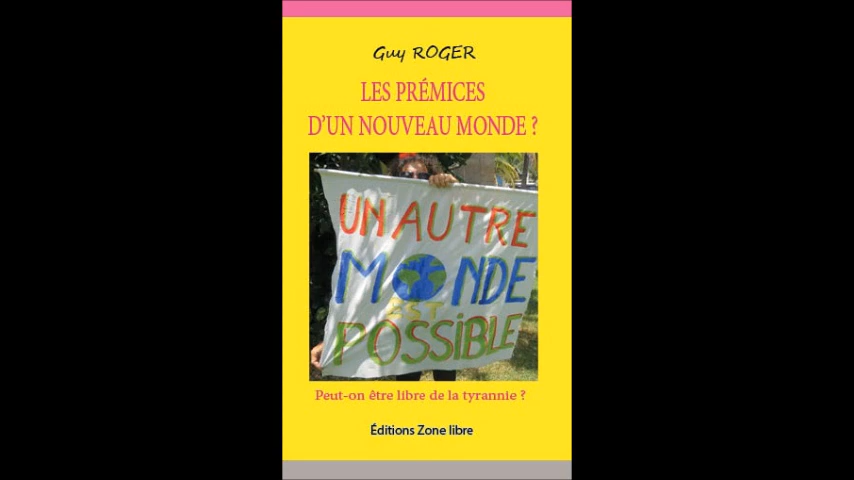 Guy ROGER
LES PRÉMICES
D'UN NOUVEAU MONDE ?
UN AUTRE
MONDE
EST
POSSIBLE
Peut-on être libre de la tyrannie ?
Éditions Zone libre